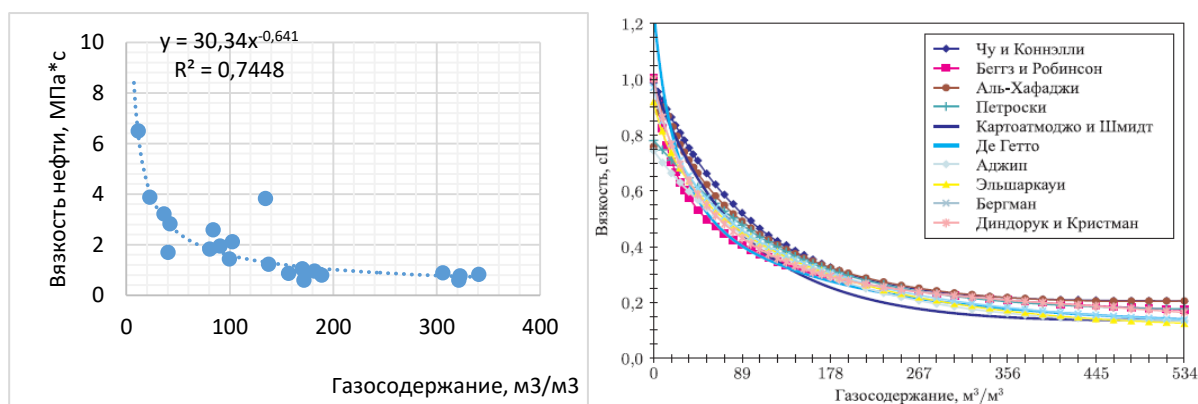 y = 30,34x^-0,641
R² = 0,7448
Вязкость нефти, МПа*с
10
8
6
4
2
0
0 100 200 300 400
Газосодержание, м3/м3
1,2
1,0
0,8
0,6
0,4
0,2
0,0
Вязкость, сП
Чу и Коннэлли
Беггз и Робинсон
Аль-Хафаджи
Петроски
Картоатмоджо и Шмидт
Де Гетто
Аджип
Эльшаркауи
Бергман
Диндорук и Кристман
0 89 178 267 356 445 534
Газосодержание, м³/м³